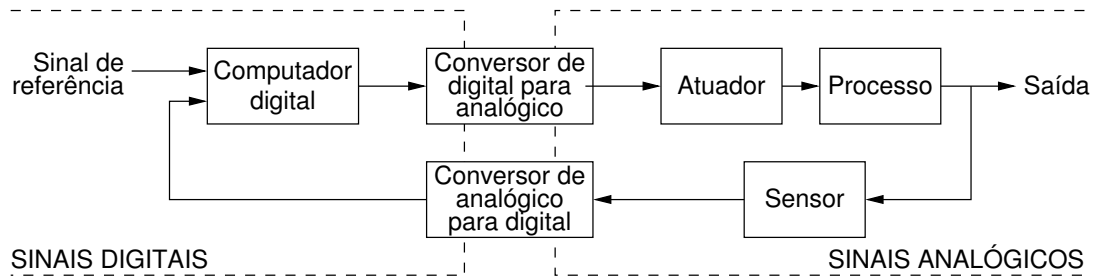 Sinal de
referência
Computador
digital
Conversor de
digital para
analógico
Atuador
Processo
Saída
Conversor de
analógico
para digital
Sensor
SINAIS DIGITAIS
SINAIS ANALÓGICOS